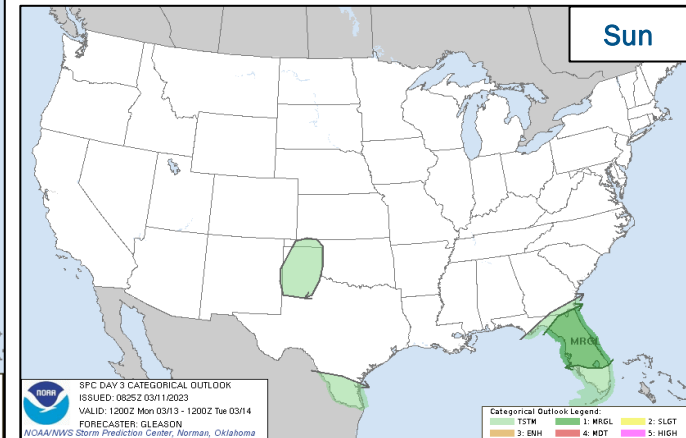 Sun
MRGL
SPC DAY 3 CATEGORICAL OUTLOOK
ISSUED: 0825Z 03/11/2023
VALID: 1200Z Mon 03/13 - 1200Z Tue 03/14
FORECASTER: GLEASON
NOAA/NWS Storm Prediction Center, Norman, Oklahoma
NOAA
Categorical Outlook Legend:
TSTM 1: MRGL 2: SLGT
3: ENH 4: MDT 5: HIGH